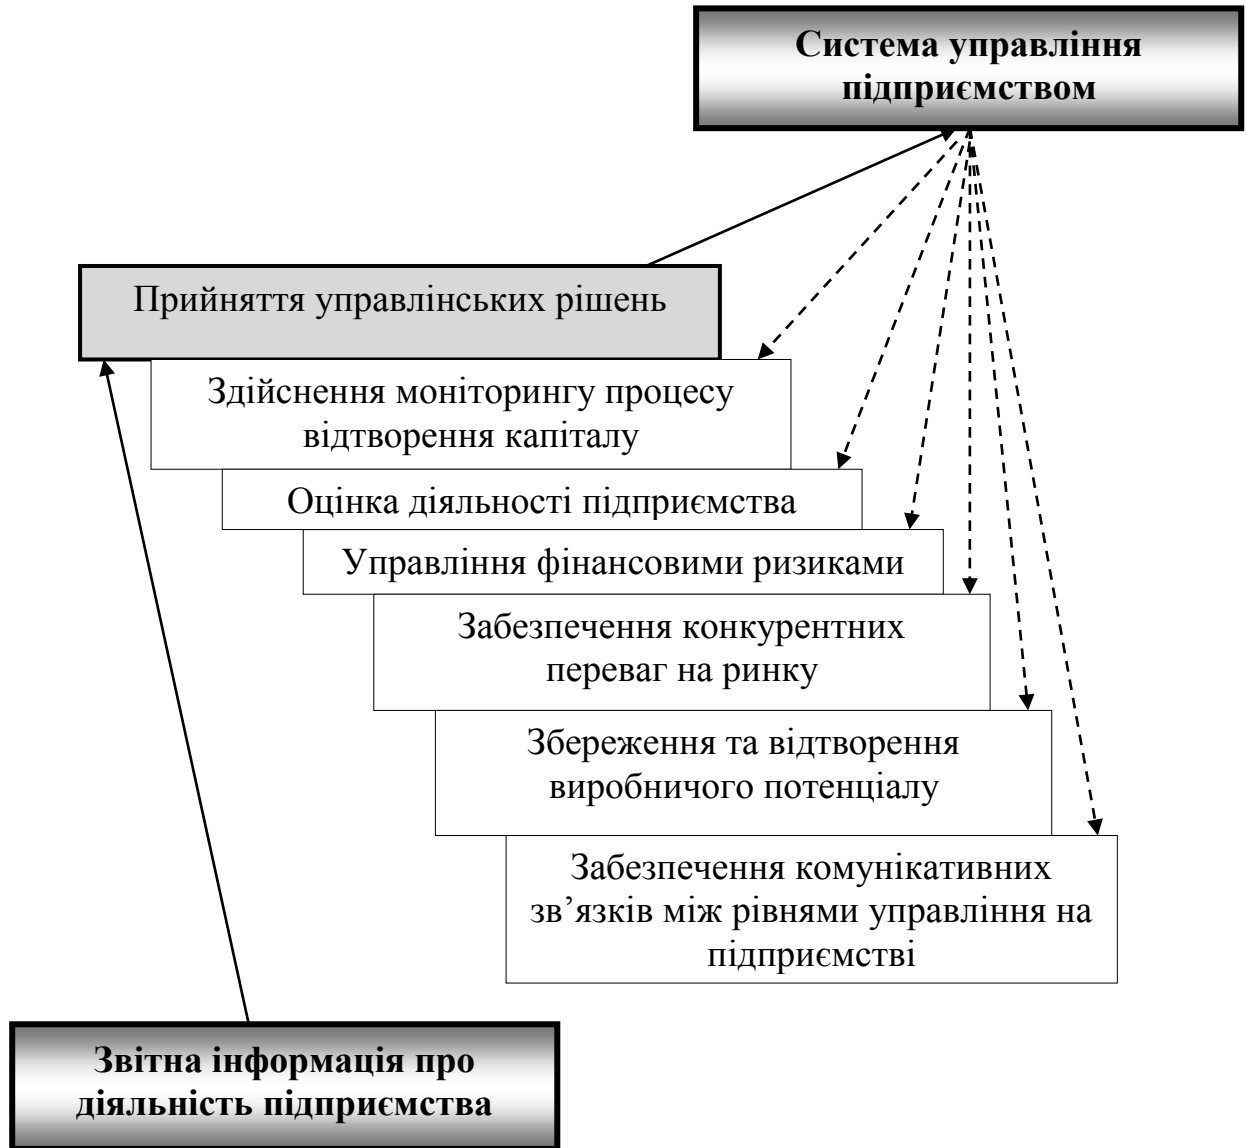 Система управління
підприємством
Прийняття управлінських рішень
Здійснення моніторингу процесу
відтворення капіталу
Оцінка діяльності підприємства
Управління фінансовими ризиками
Забезпечення конкурентних
переваг на ринку
Збереження та відтворення
виробничого потенціалу
Забезпечення комунікативних
зв’язків між рівнями управління на
підприємстві
Звітна інформація про
діяльність підприємства